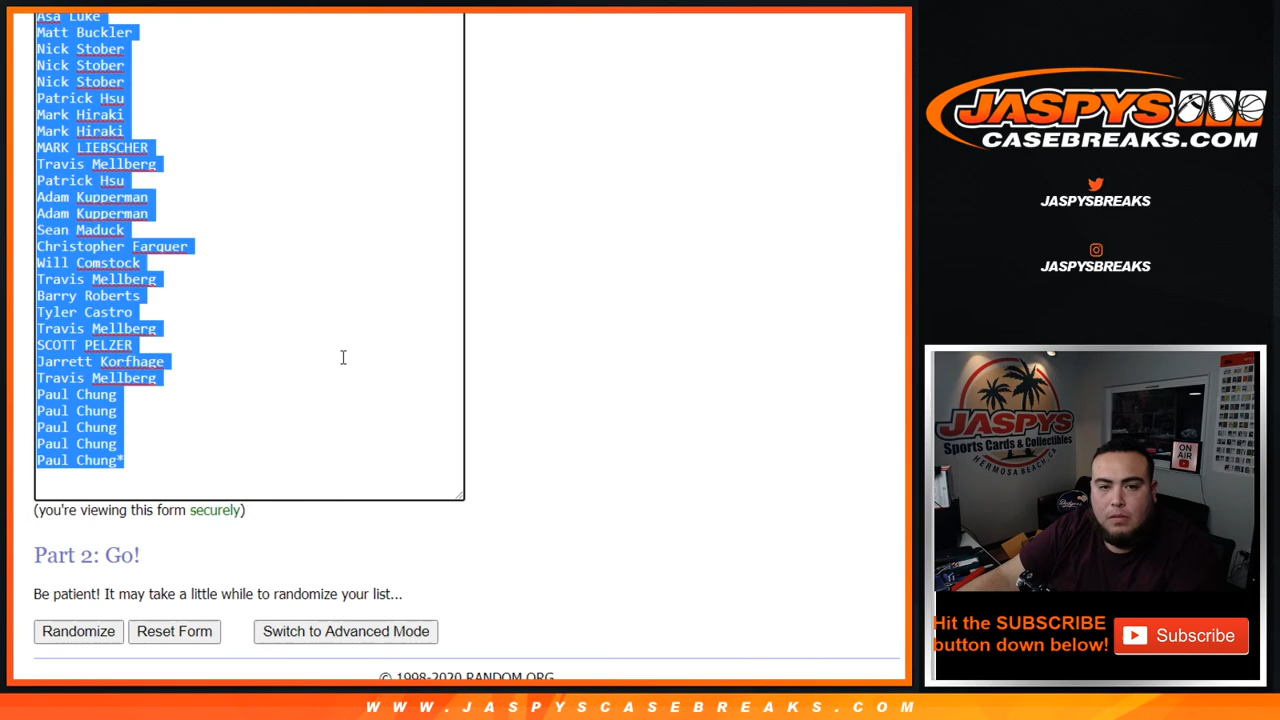 Asa Luke
Matt Buckler
Nick Stober
Nick Stober
Nick Stober
Patrick Hsu
Mark Hiraki
Mark Hiraki
MARK LIEBSCHER
Travis Mellberg
Patrick Hsu
Adam Kupperman
Adam Kupperman
Sean Maduck
Christopher Farquer
Will Comstock
Travis Mellberg
Barry Roberts
Tyler Castro
Travis Mellberg
SCOTT PELZER
Jarrett Korfhage
Travis Mellberg
Paul Chung
Paul Chung
Paul Chung
Paul Chung
Paul Chung*
(you're viewing this form securely)
Part 2: Go!
Be patient! It may take a little while to randomize your list...
Randomize
Reset Form
Switch to Advanced Mode
© 1998-2020 RANDOM.ORG
JASPYS
CASEBREAKS.COM
JASPYSBREAKS
JASPYSBREAKS
JASPYS
Sports Cards & Collectibles
HERMOSA BEACH, CA
ON AIR
Hit the SUBSCRIBE
button down below!
Subscribe
WWW.JASPYSCASEBREAKS.COM